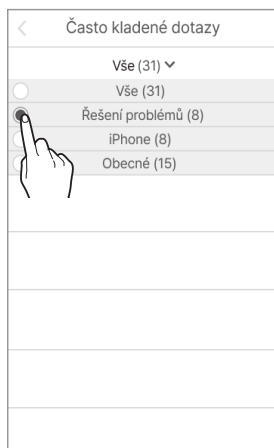 Často kladené dotazy
Vše (31)
Vše (31)
Řešení problémů (8)
iPhone (8)
Obecné (15)